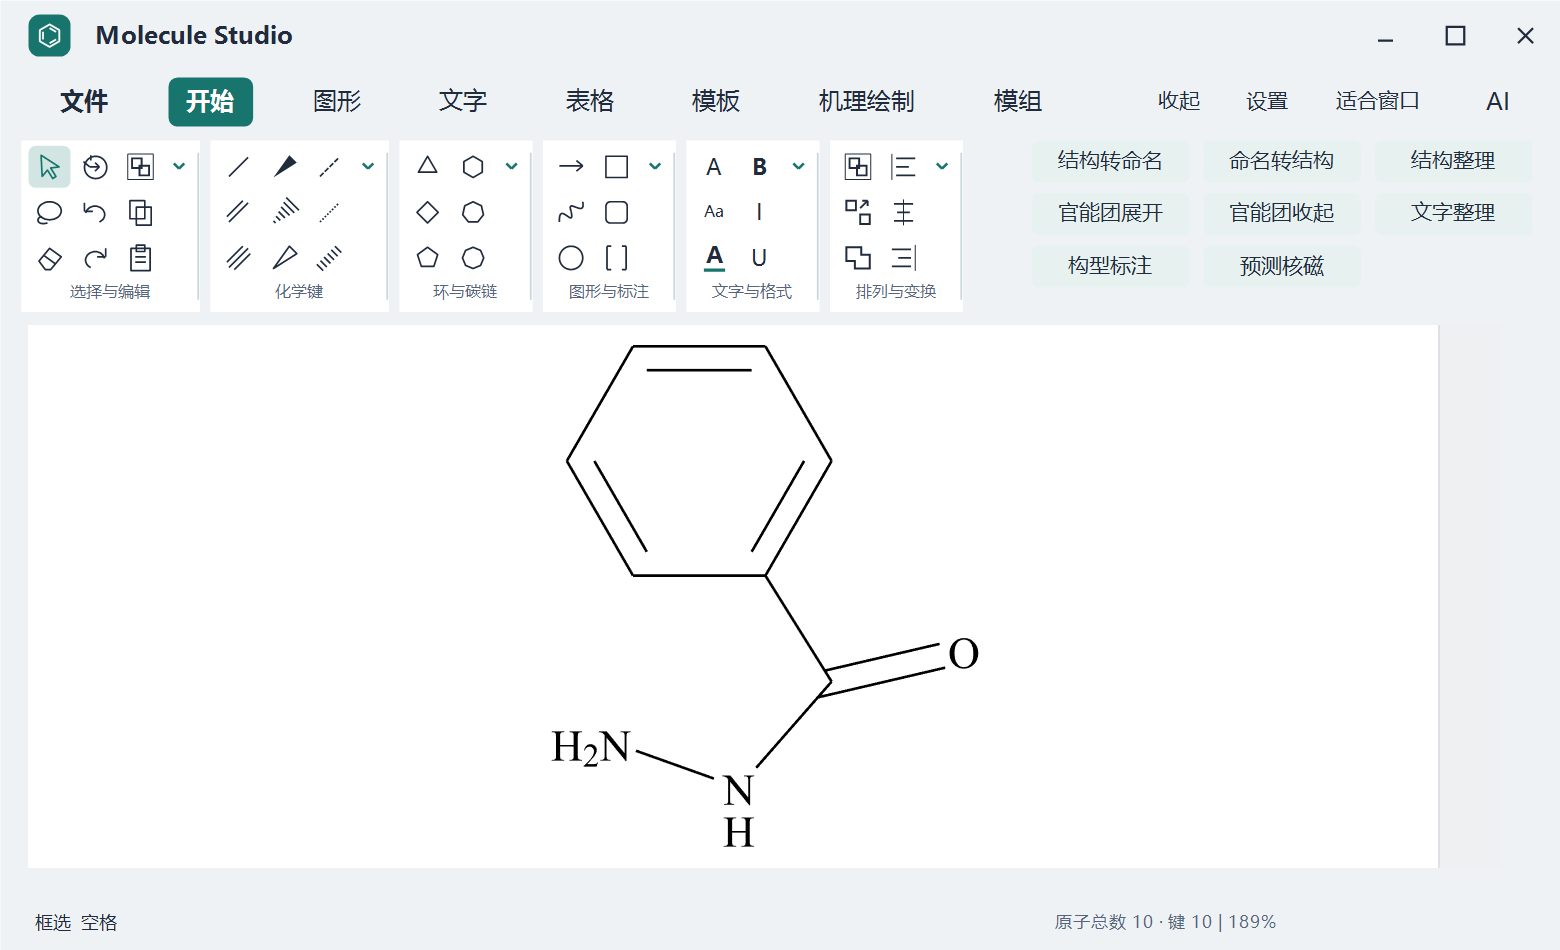 Molecule Studio
文件 开始 图形 文字 表格 模板 机理绘制 模组 收起 设置 适合窗口 AI
结构转命名 命名转结构 结构整理
官能团展开 官能团收起 文字整理
构型标注 预测核磁
A B
Aa I
A U
选择与编辑 化学键 环与碳链 图形与标注 文字与格式 排列与变换
O
H2N
N
H
框选 空格 原子总数 10 · 键 10 | 189%